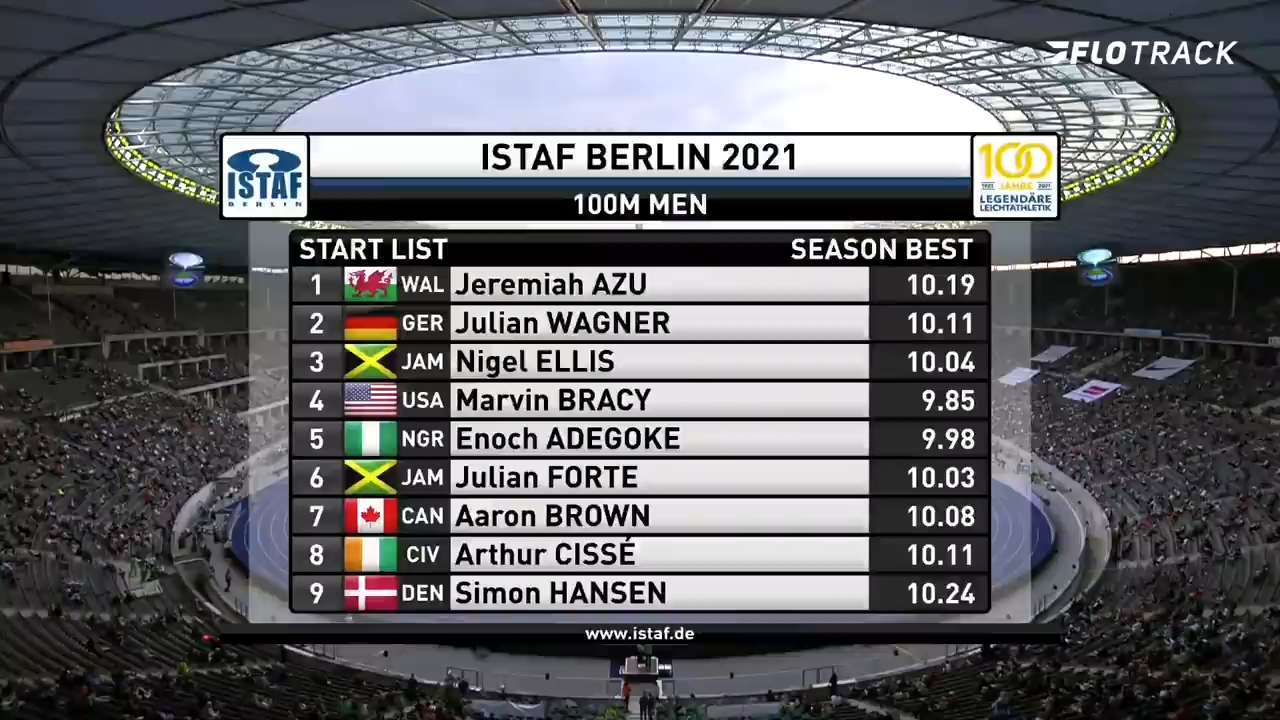 FLOTRACK
ISTAF BERLIN 2021
ISTAF
BERLIN
100
1921 JAHRE 2021
LEGENDÄRE
LEICHTATHLETIK
100M MEN
START LIST SEASON BEST
1 WAL Jeremiah AZU 10.19
2 GER Julian WAGNER 10.11
3 JAM Nigel ELLIS 10.04
4 USA Marvin BRACY 9.85
5 NGR Enoch ADEGOKE 9.98
6 JAM Julian FORTE 10.03
7 CAN Aaron BROWN 10.08
8 CIV Arthur CISSÉ 10.11
9 DEN Simon HANSEN 10.24
www.istaf.de